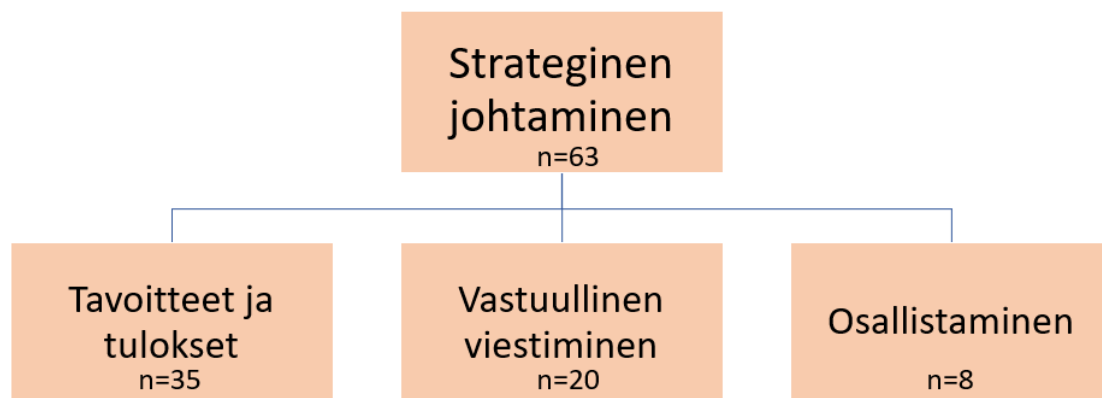 Strateginen
johtaminen
n=63
Tavoitteet ja
tulokset
n=35
Vastuullinen
viestiminen
n=20
Osallistaminen
n=8